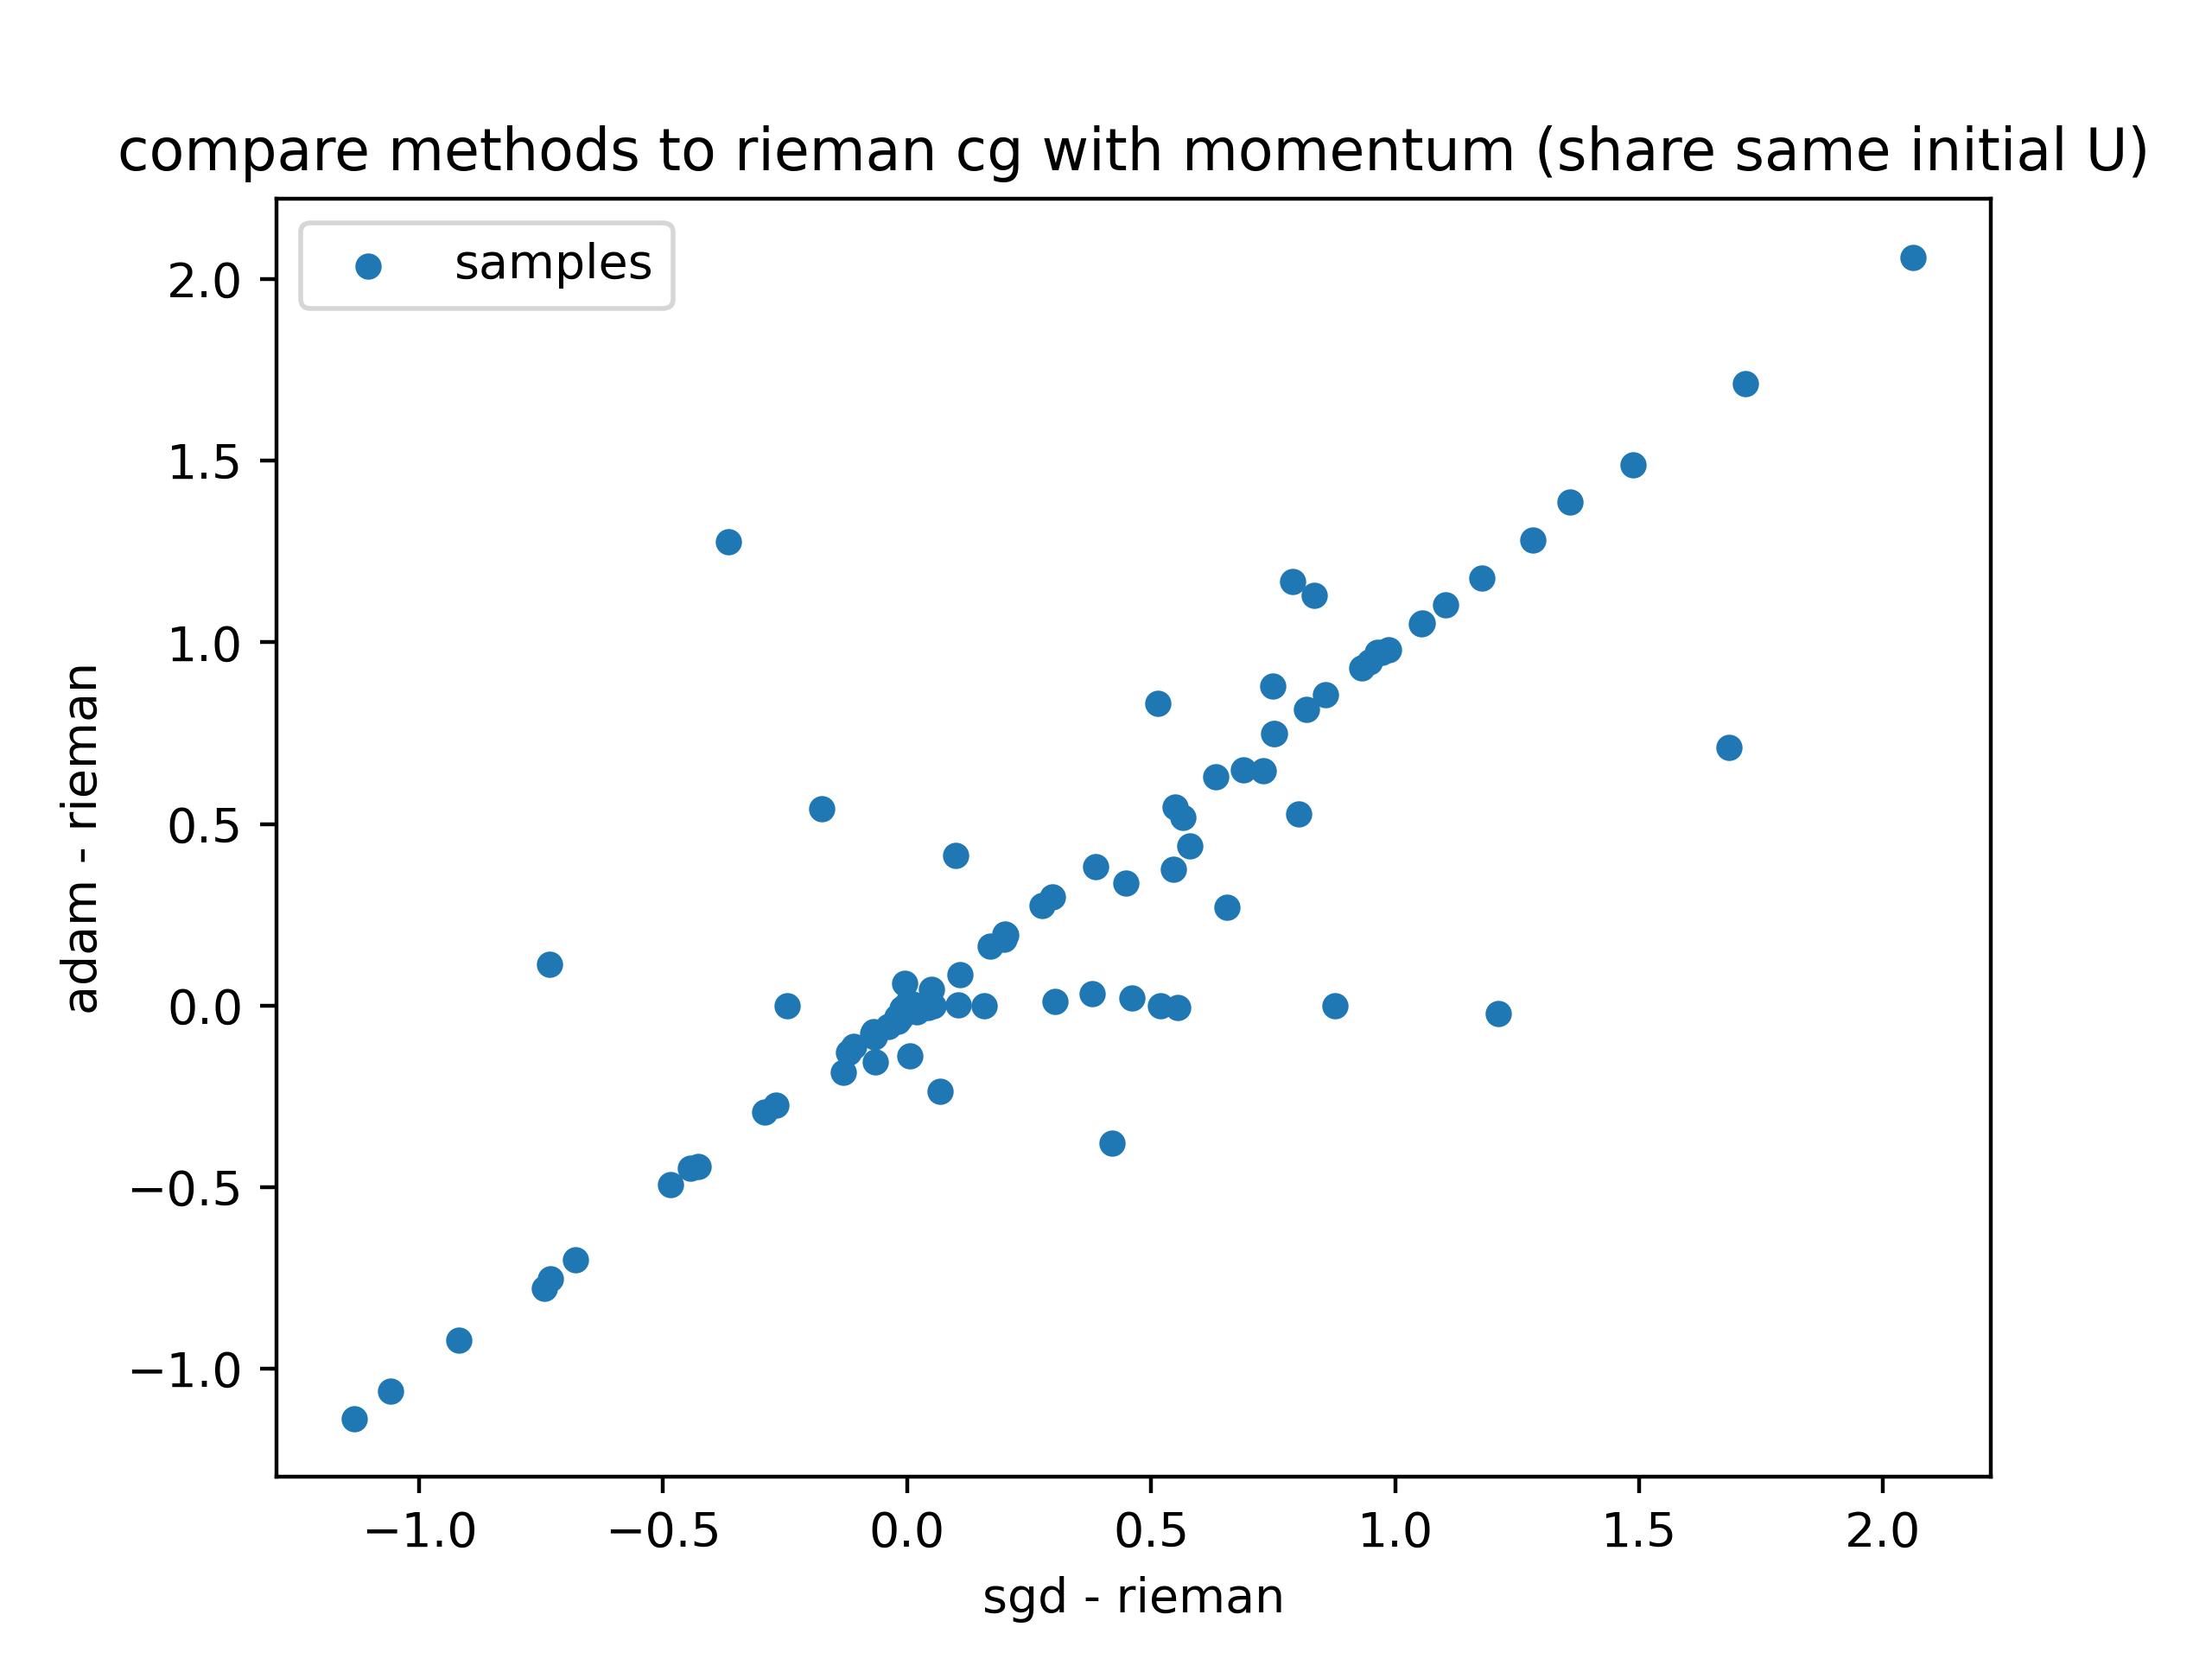 compare methods to rieman cg with momentum (share same initial U)
samples
2.0
1.5
1.0
0.5
0.0
−0.5
−1.0
adam - rieman
−1.0 −0.5 0.0 0.5 1.0 1.5 2.0
sgd - rieman